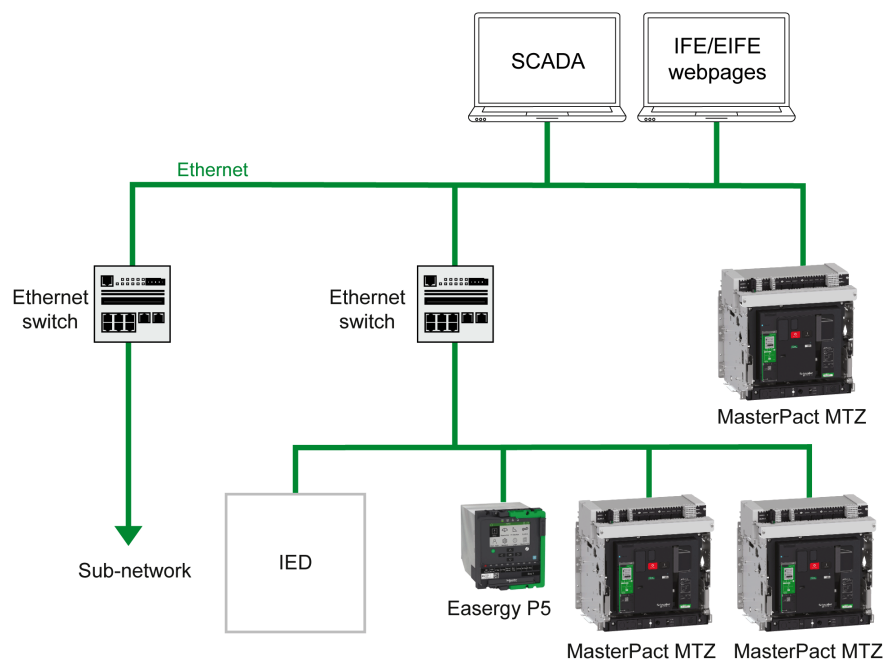 SCADA
IFE/EIFE
webpages
Ethernet
Ethernet
switch
Ethernet
switch
MasterPact MTZ
Sub-network
IED
Easergy P5
MasterPact MTZ
MasterPact MTZ